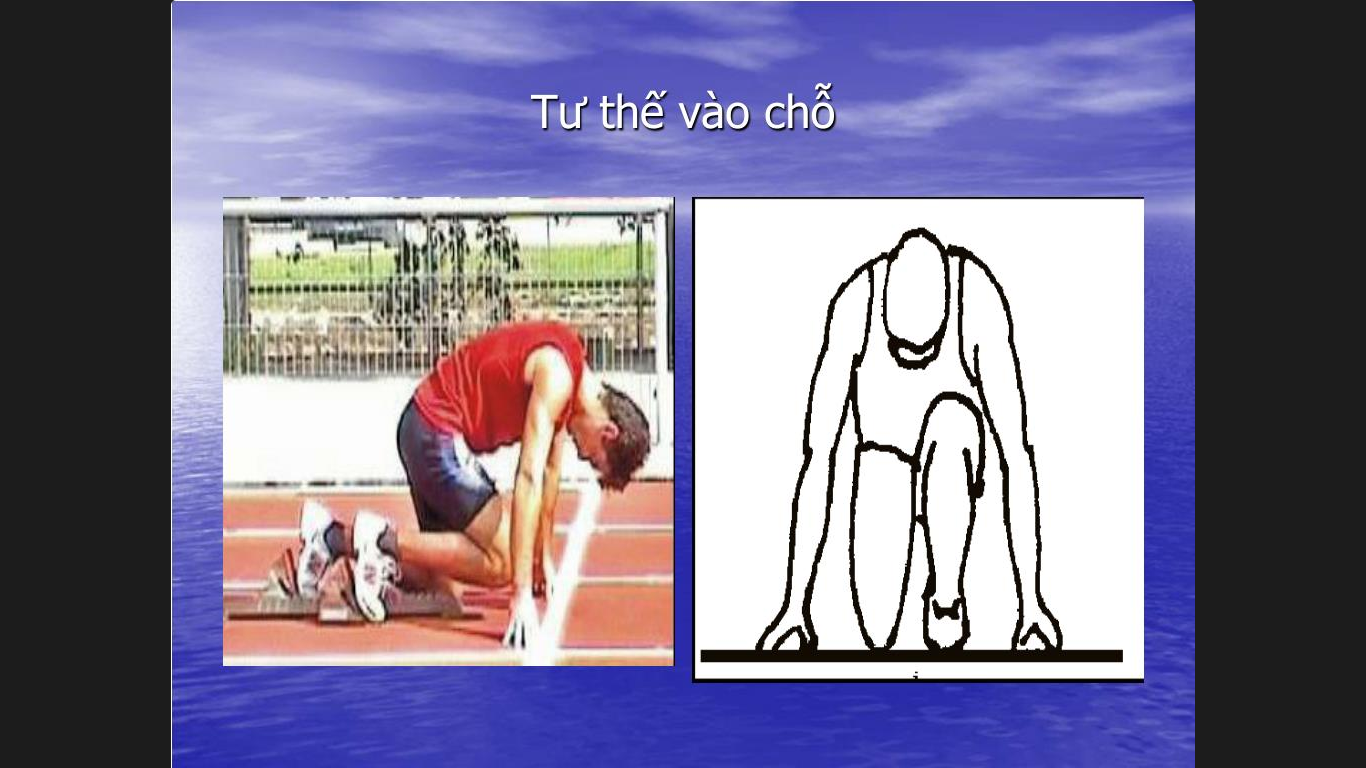 Tư thế vào chỗ